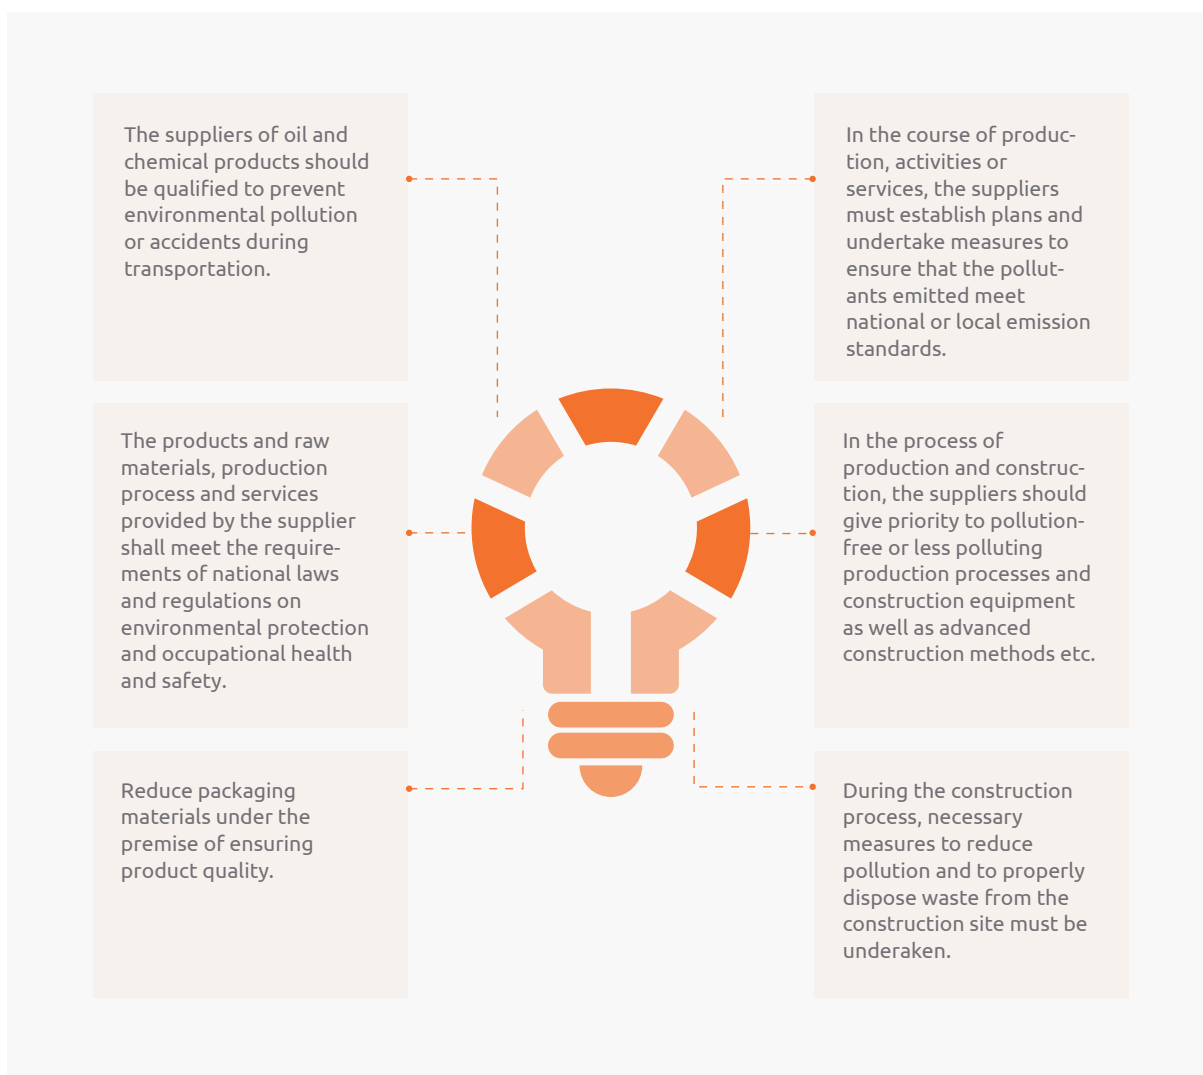 The suppliers of oil and
chemical products should
be qualified to prevent
environmental pollution
or accidents during
transportation.
The products and raw
materials, production
process and services
provided by the supplier
shall meet the require-
ments of national laws
and regulations on
environmental protection
and occupational health
and safety.
Reduce packaging
materials under the
premise of ensuring
product quality.
In the course of produc-
tion, activities or
services, the suppliers
must establish plans and
undertake measures to
ensure that the pollut-
ants emitted meet
national or local emission
standards.
In the process of
production and construc-
tion, the suppliers should
give priority to pollution-
free or less polluting
production processes and
construction equipment
as well as advanced
construction methods etc.
During the construction
process, necessary
measures to reduce
pollution and to properly
dispose waste from the
construction site must be
underaken.